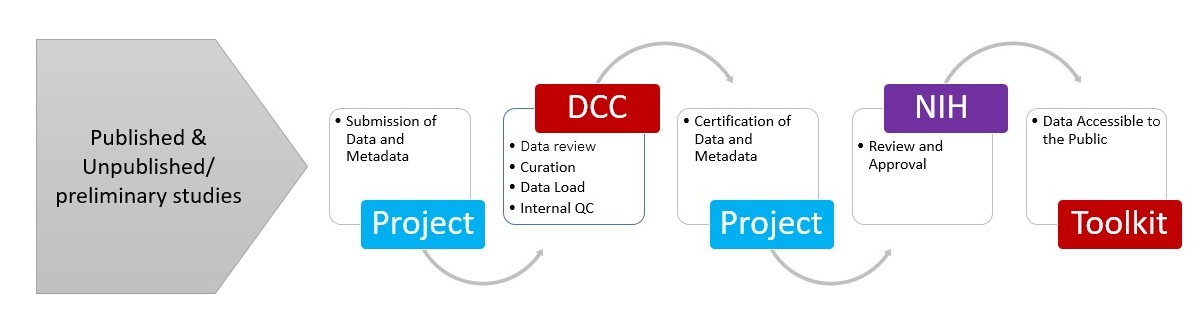 Published &
Unpublished/
preliminary studies
• Submission of
Data and
Metadata
Project
DCC
• Data review
• Curation
• Data Load
• Internal QC
• Certification of
Data and
Metadata
Project
NIH
• Review and
Approval
• Data Accessible to
the Public
Toolkit